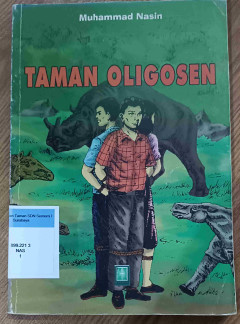 Muhammad Nasin
TAMAN OLIGOSEN
899.221 3
NAS
1